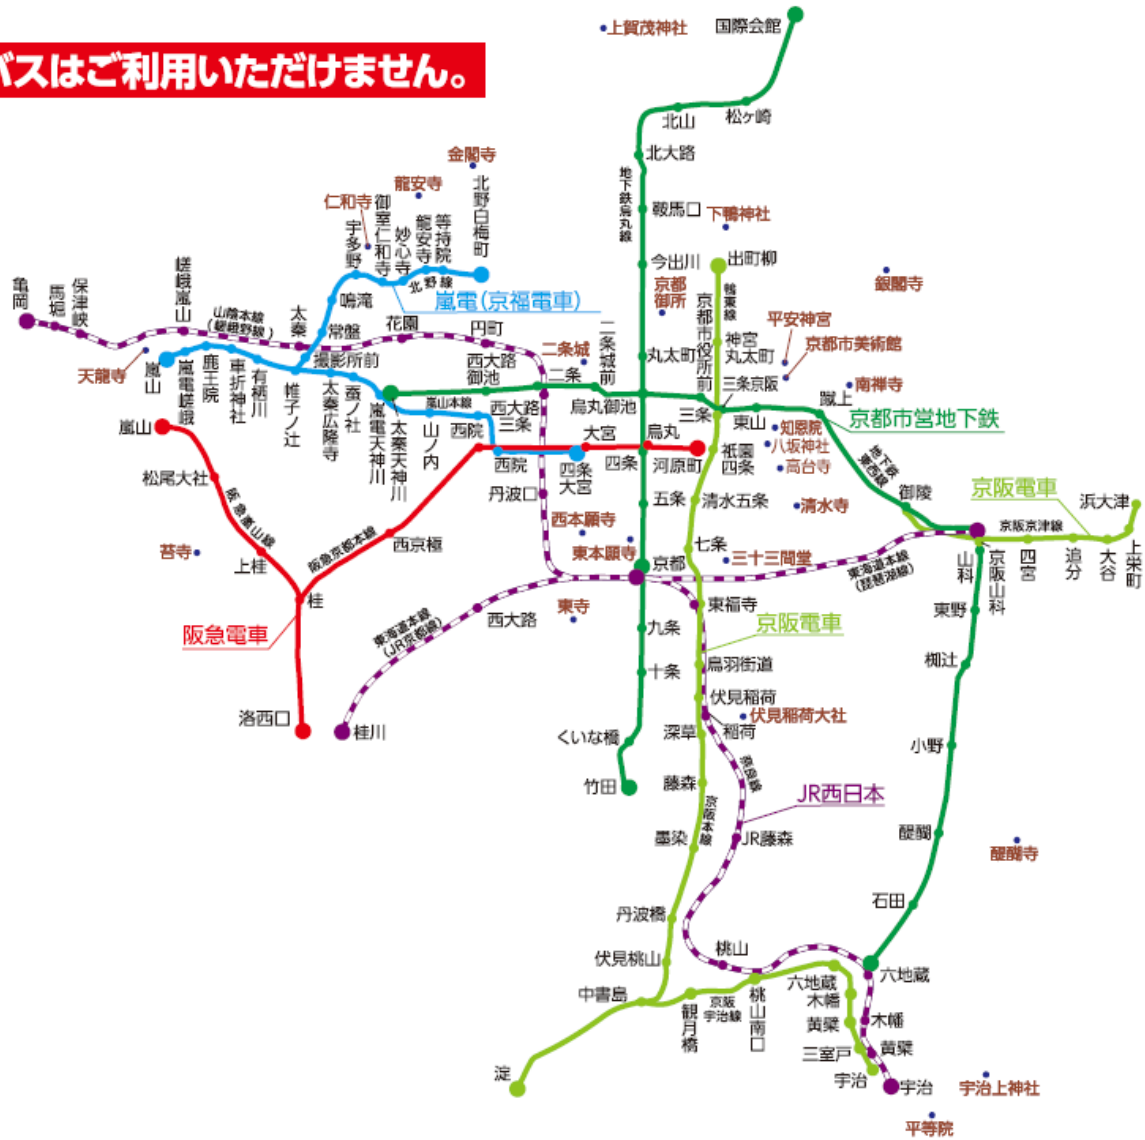 バスはご利用いただけません。
上賀茂神社
国際会館
松ヶ崎
北山
北大路
地下鉄烏丸線
鞍馬口
今出川
丸太町
金閣寺
北野白梅町
龍安寺
等持院
龍安寺
妙心寺
仁和寺
御室仁和寺
宇多野
北野線
嵐電(京福電車)
鳴滝
常盤
撮影所前
下鴨神社
出町柳
鴨東線
京都御所
京都市役所前
神宮丸太町
平安神宮
京都市美術館
銀閣寺
南禅寺
亀岡
馬堀
保津峡
嵯峨嵐山
山陰本線
(嵯峨野線)
太秦
花園
円町
二条城
二条城前
二条
西大路御池
天龍寺
嵐山
嵐電嵯峨
鹿王院
車折神社
有栖川
帷子ノ辻
太秦広隆寺
蚕ノ社
嵐電天神川
太秦天神川
嵐山本線
山ノ内
西大路三条
西院
西院
四条大宮
大宮
烏丸御池
烏丸
四条
河原町
三条京阪
三条
東山
蹴上
京都市営地下鉄
知恩院
八坂神社
高台寺
祇園四条
地下鉄東西線
御陵
嵐山
松尾大社
阪急嵐山線
苔寺
上桂
桂
阪急京都本線
西京極
阪急電車
洛西口
丹波口
西本願寺
東本願寺
五条
清水五条
清水寺
七条
三十三間堂
京都
東海道本線
(琵琶湖線)
京阪電車
浜大津
京阪京津線
山科
京阪山科
四宮
追分
大谷
上栄町
東海道本線
(JR京都線)
西大路
桂川
東寺
九条
十条
くいな橋
竹田
東福寺
京阪電車
鳥羽街道
伏見稲荷
伏見稲荷大社
稲荷
深草
藤森
京阪本線
墨染
奈良線
JR西日本
JR藤森
東野
椥辻
小野
醍醐
醍醐寺
石田
丹波橋
伏見桃山
中書島
桃山
観月橋
京阪宇治線
桃山南口
六地蔵
六地蔵
木幡
木幡
黄檗
黄檗
三室戸
宇治
宇治
淀
宇治上神社
平等院